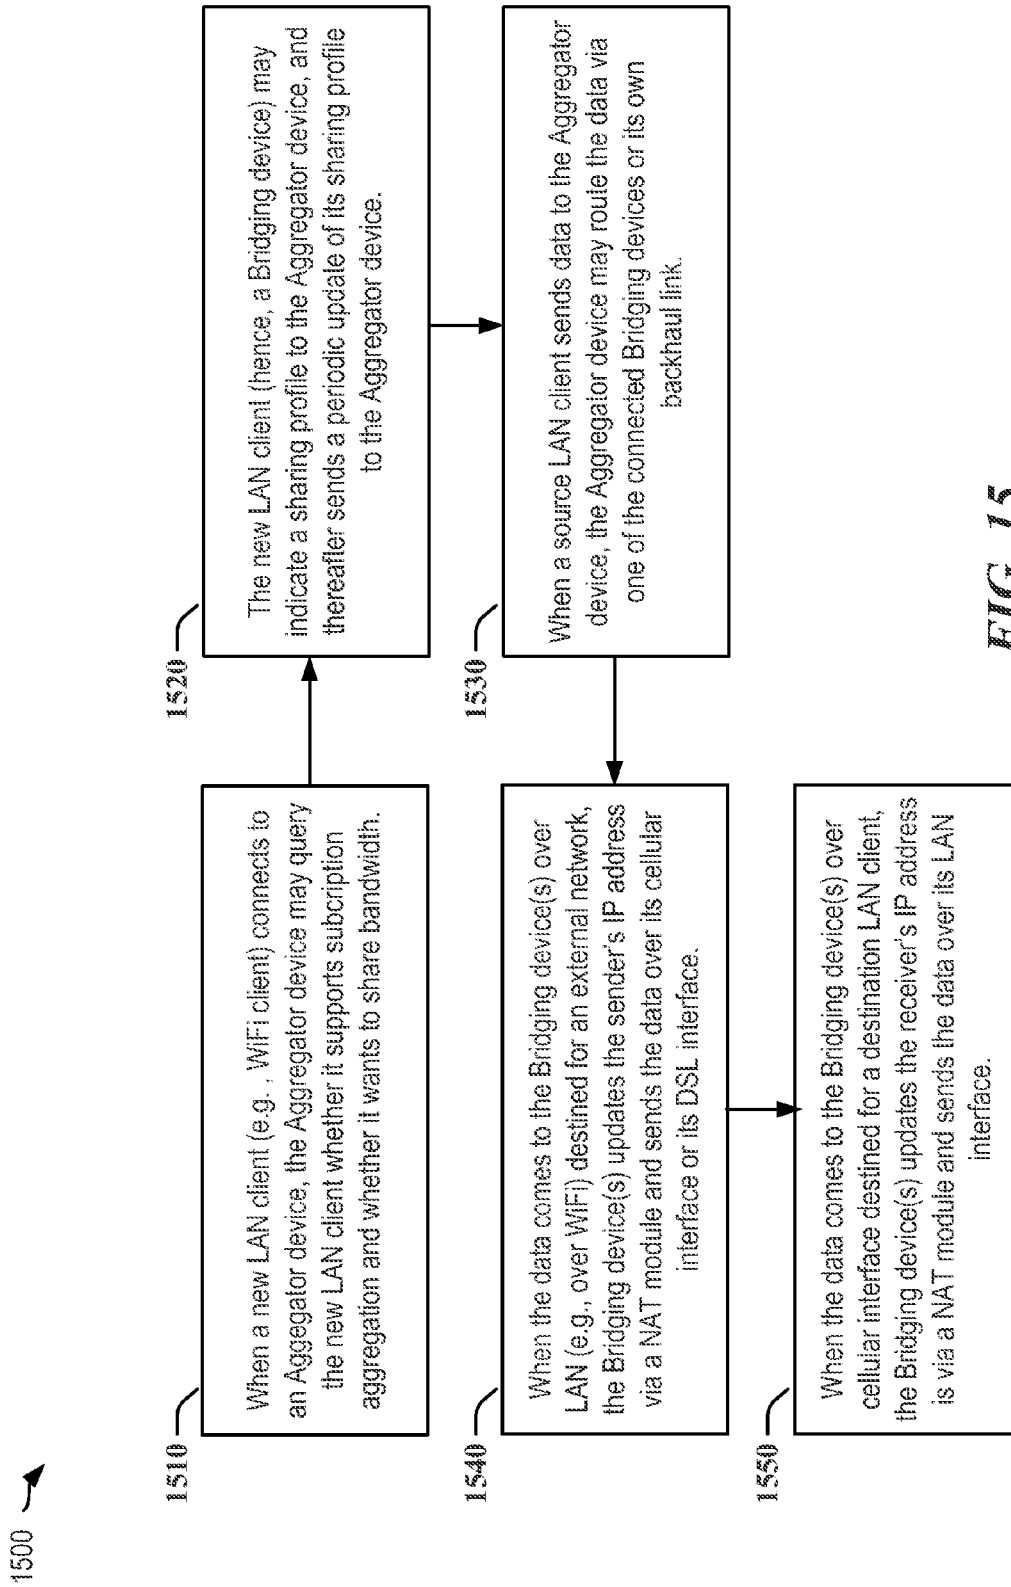 1500
1510
When a new LAN client (e.g., WiFi client) connects to
an Aggegator device, the Aggregator device may query
the new LAN client whether it supports subcription
aggregation and whether it wants to share bandwidth.
1520
The new LAN client (hence, a Bridging device) may
indicate a sharing profile to the Aggregator device, and
thereafter sends a periodic update of its sharing profile
to the Aggregator device.
1530
When a source LAN client sends data to the Aggregator
device, the Aggregator device may route the data via
one of the connected Bridging devices or its own
backhaul link.
1540
When the data comes to the Bridging device(s) over
LAN (e.g., over WiFi) destined for an external network,
the Bridging device(s) updates the sender's IP address
via a NAT module and sends the data over its cellular
interface or its DSL interface.
1550
When the data comes to the Bridging device(s) over
cellular interface destined for a destination LAN client,
the Bridging device(s) updates the receiver's IP address
is via a NAT module and sends the data over its LAN
interface.
FIG. 15